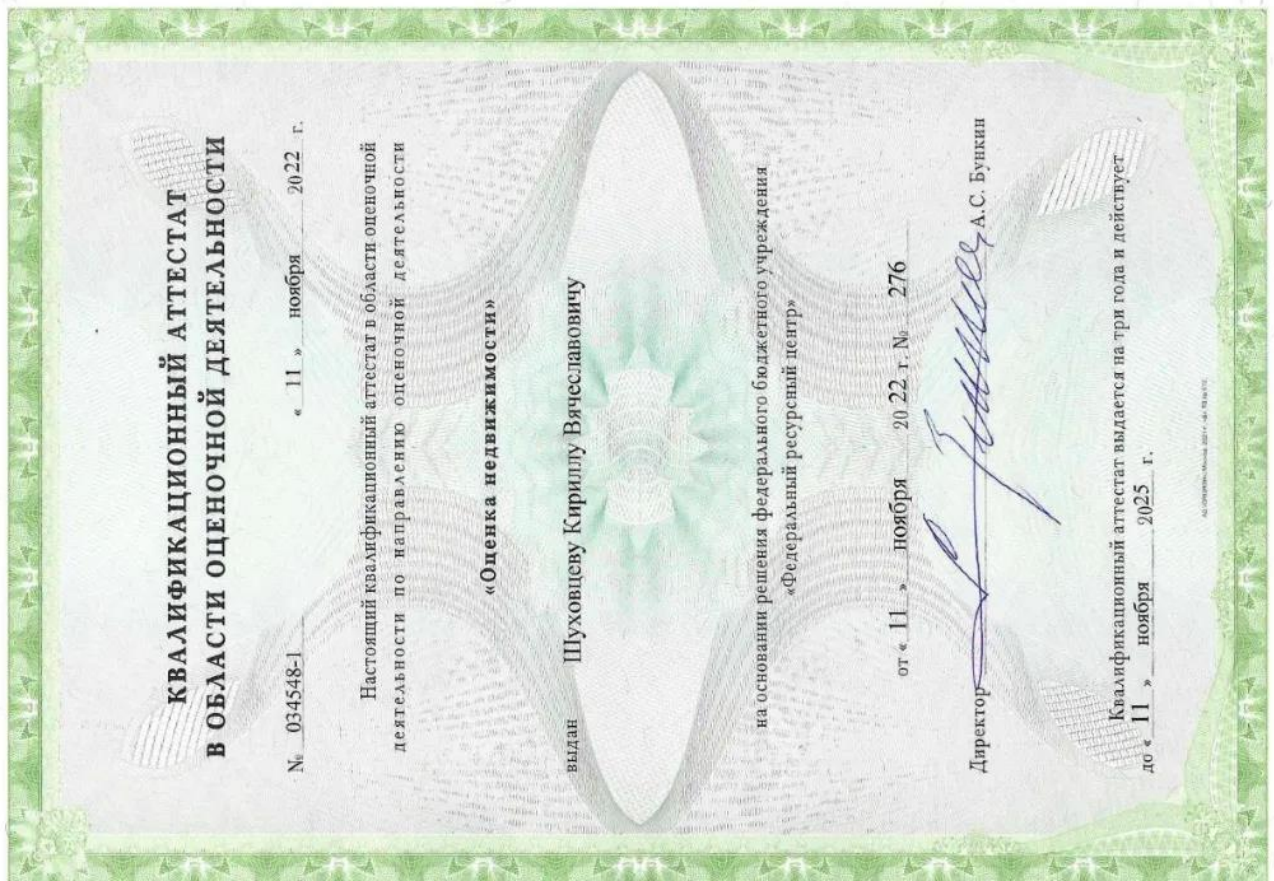 КВАЛИФИКАЦИОННЫЙ АТТЕСТАТ
В ОБЛАСТИ ОЦЕНОЧНОЙ ДЕЯТЕЛЬНОСТИ
№ 034548-1 « 11 » ноября 2022 г.
Настоящий квалификационный аттестат в области оценочной
деятельности по направлению оценочной деятельности
«Оценка недвижимости»
выдан Шуховцеву Кириллу Вячеславовичу
на основании решения федерального бюджетного учреждения
«Федеральный ресурсный центр»
от « 11 » ноября 20 22 г. № 276
Директор А.С. Бункин
Квалификационный аттестат выдается на три года и действует
до « 11 » ноября 2025 г.